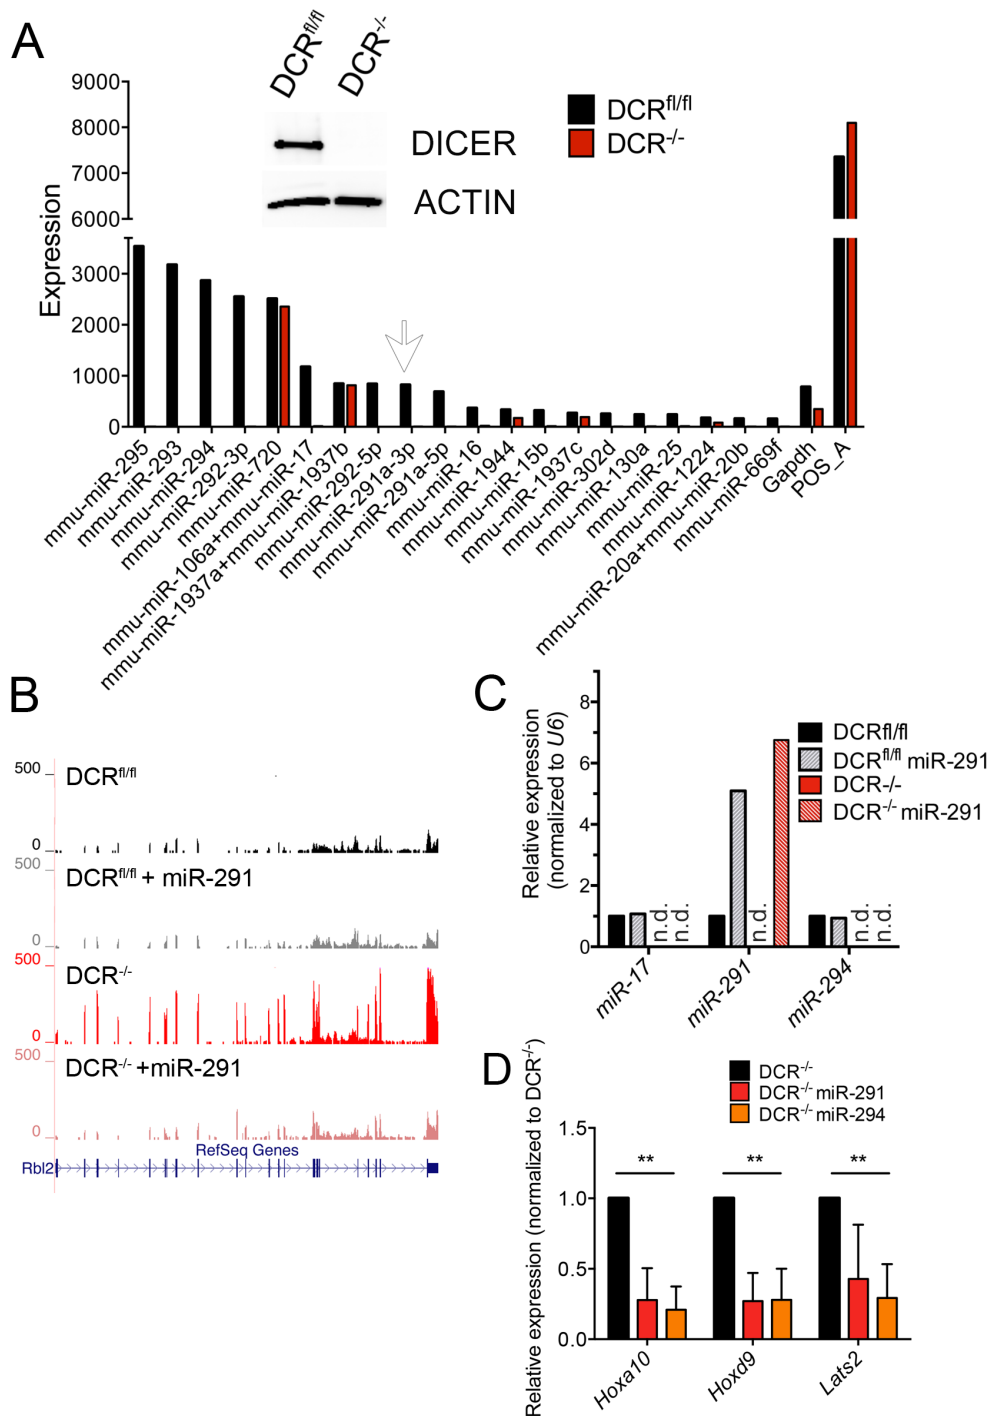 A
DCRfl/fl
DCR-/-
9000
8000
7000
6000
3000
2000
1000
0
Expression
DICER
ACTIN
DCRfl/fl
DCR-/-
mmu-miR-295
mmu-miR-293
mmu-miR-294
mmu-miR-292-3p
mmu-miR-720
mmu-miR-106a+mmu-miR-17
mmu-miR-1937a+mmu-miR-1937b
mmu-miR-292-5p
mmu-miR-291a-3p
mmu-miR-291a-5p
mmu-miR-16
mmu-miR-1944
mmu-miR-15b
mmu-miR-1937c
mmu-miR-302d
mmu-miR-130a
mmu-miR-25
mmu-miR-1224
mmu-miR-20a+mmu-miR-20b
mmu-miR-669f
Gapdh
POS_A
B
500
DCRfl/fl
0
500
DCRfl/fl + miR-291
0
500
DCR-/-
0
500
DCR-/- +miR-291
0
RefSeq Genes
Rbl2
C
Relative expression
(normalized to U6)
8
6
4
2
1
0
DCRfl/fl
DCRfl/fl miR-291
DCR-/-
DCR-/- miR-291
n.d.
n.d.
n.d.
n.d.
n.d.
miR-17
miR-291
miR-294
D
DCR-/-
DCR-/- miR-291
DCR-/- miR-294
Relative expression (normalized to DCR-/-)
1.5
1.0
0.5
0.0
**
**
**
Hoxa10
Hoxd9
Lats2